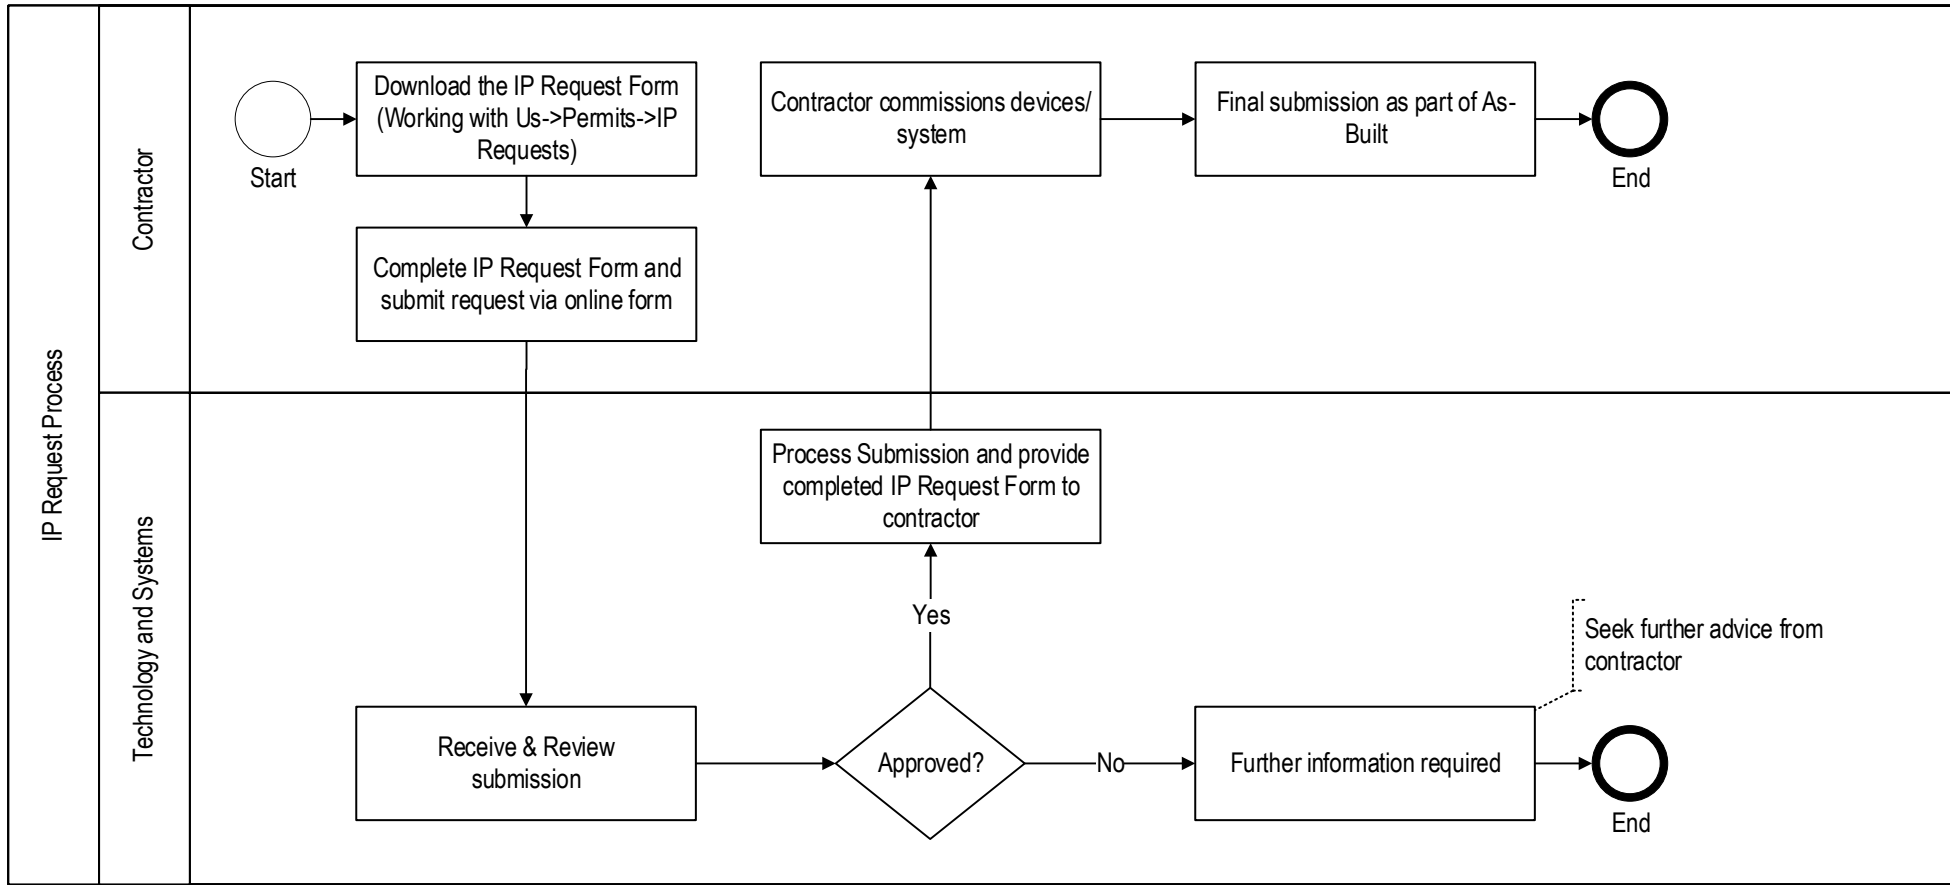 IP Request Process
Contractor
Start
Download the IP Request Form
(Working with Us->Permits->IP
Requests)
Complete IP Request Form and
submit request via online form
Contractor commissions devices/
system
Final submission as part of As-
Built
End
Technology and Systems
Receive & Review
submission
Approved?
Yes
Process Submission and provide
completed IP Request Form to
contractor
No
Further information required
Seek further advice from
contractor
End